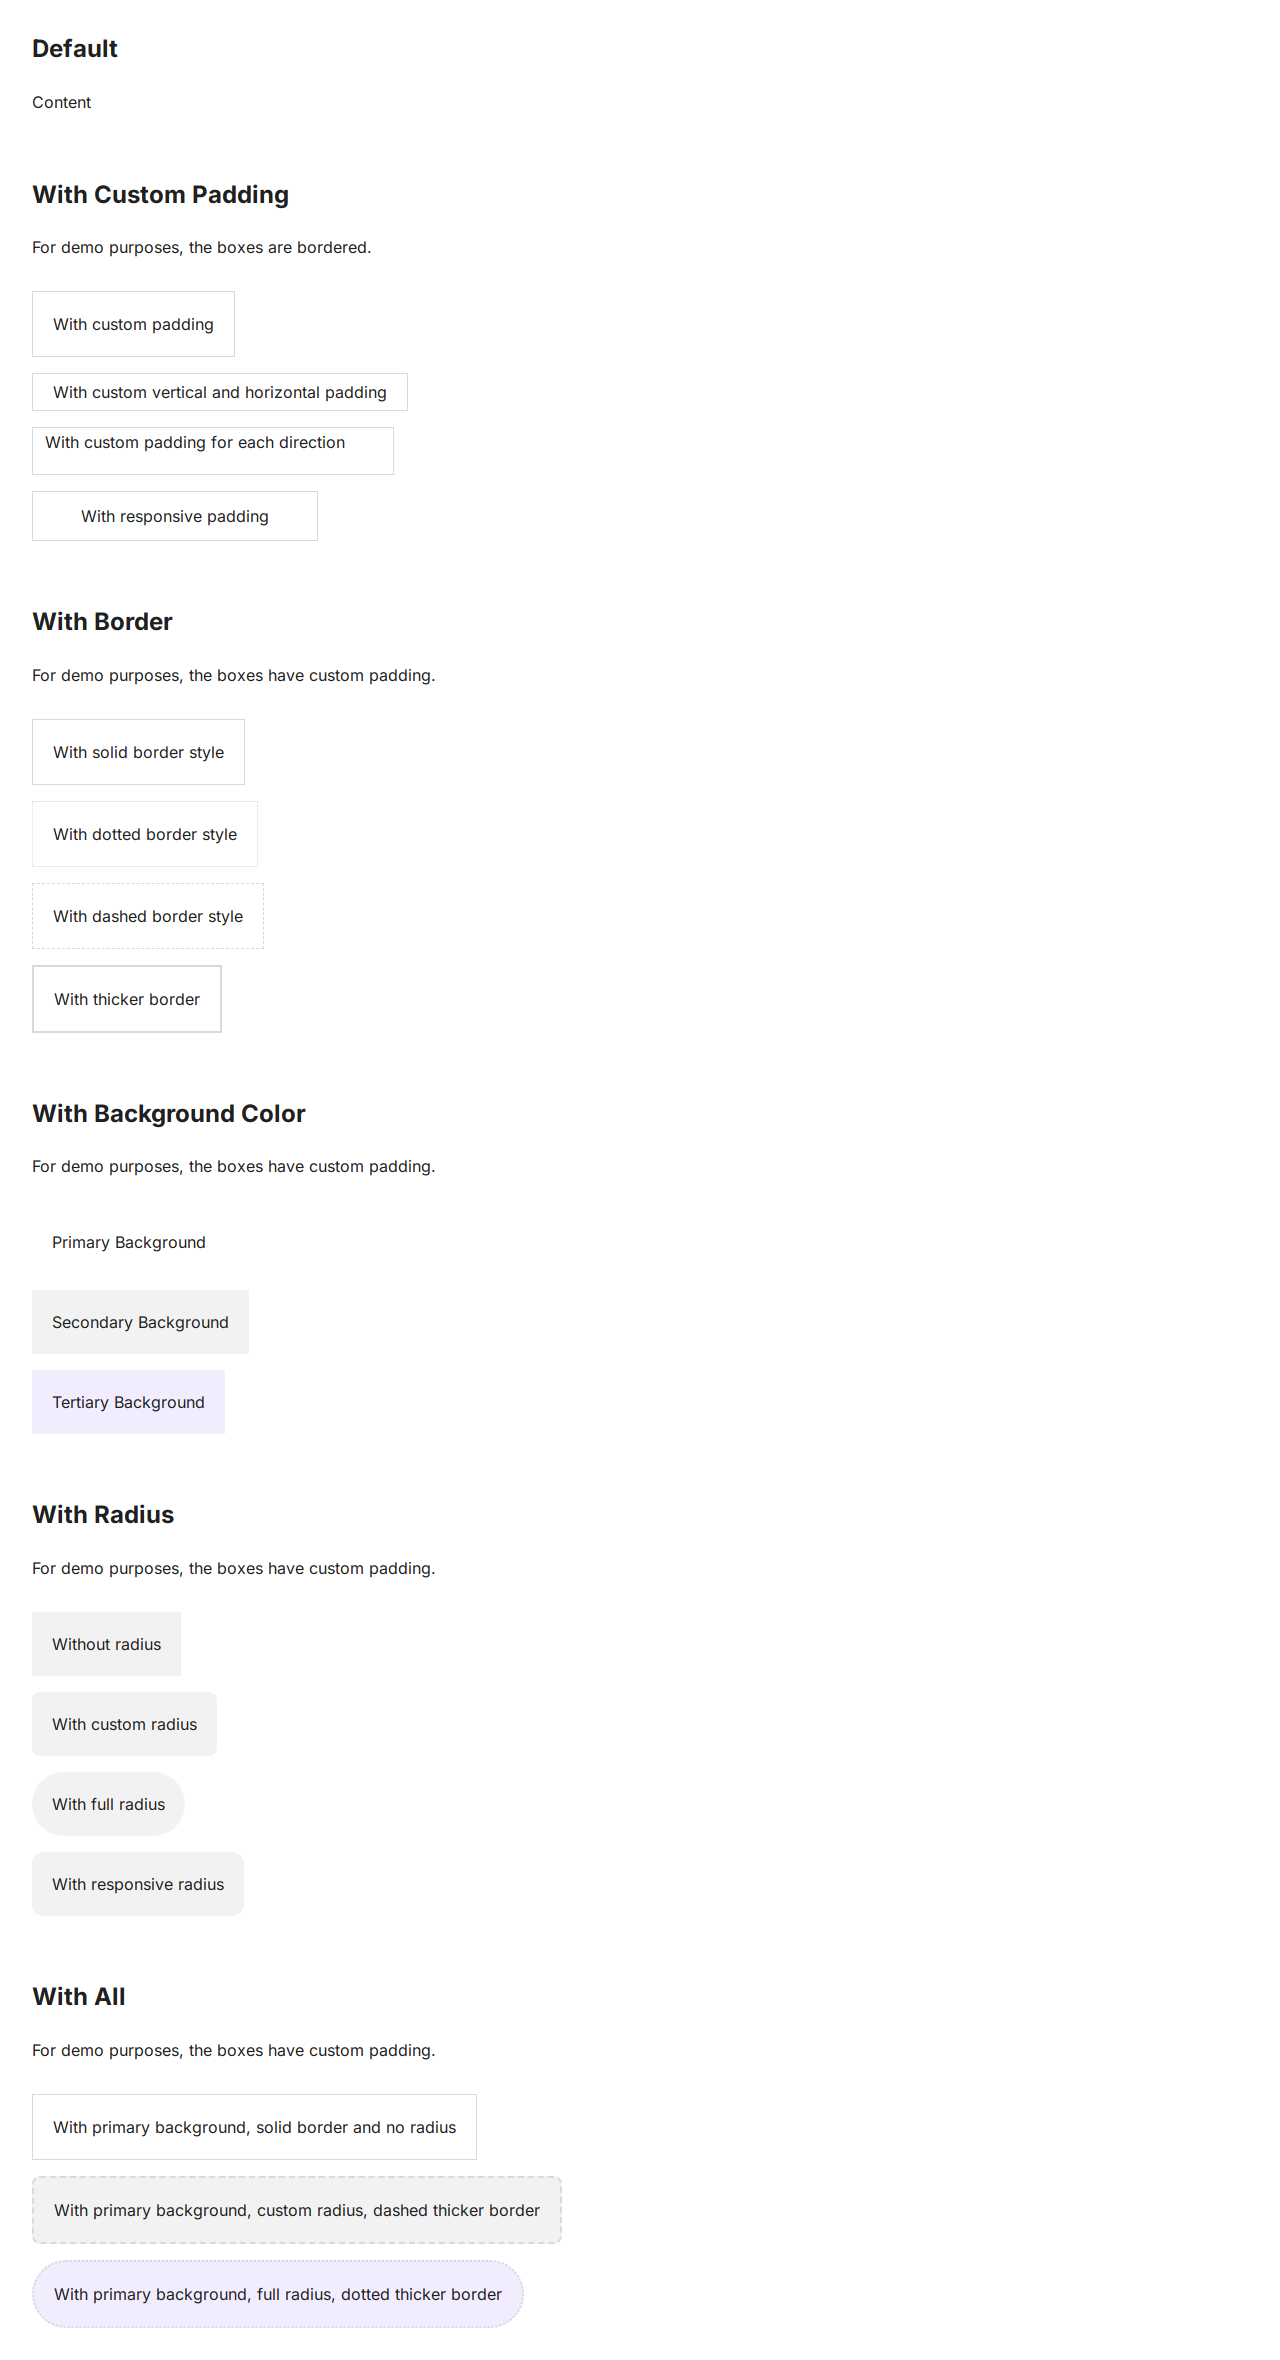 Default
Content
With Custom Padding
For demo purposes, the boxes are bordered.
With custom padding
With custom vertical and horizontal padding
With custom padding for each direction
With responsive padding
With Border
For demo purposes, the boxes have custom padding.
With solid border style
With dotted border style
With dashed border style
With thicker border
With Background Color
For demo purposes, the boxes have custom padding.
Primary Background
Secondary Background
Tertiary Background
With Radius
For demo purposes, the boxes have custom padding.
Without radius
With custom radius
With full radius
With responsive radius
With All
For demo purposes, the boxes have custom padding.
With primary background, solid border and no radius
With primary background, custom radius, dashed thicker border
With primary background, full radius, dotted thicker border